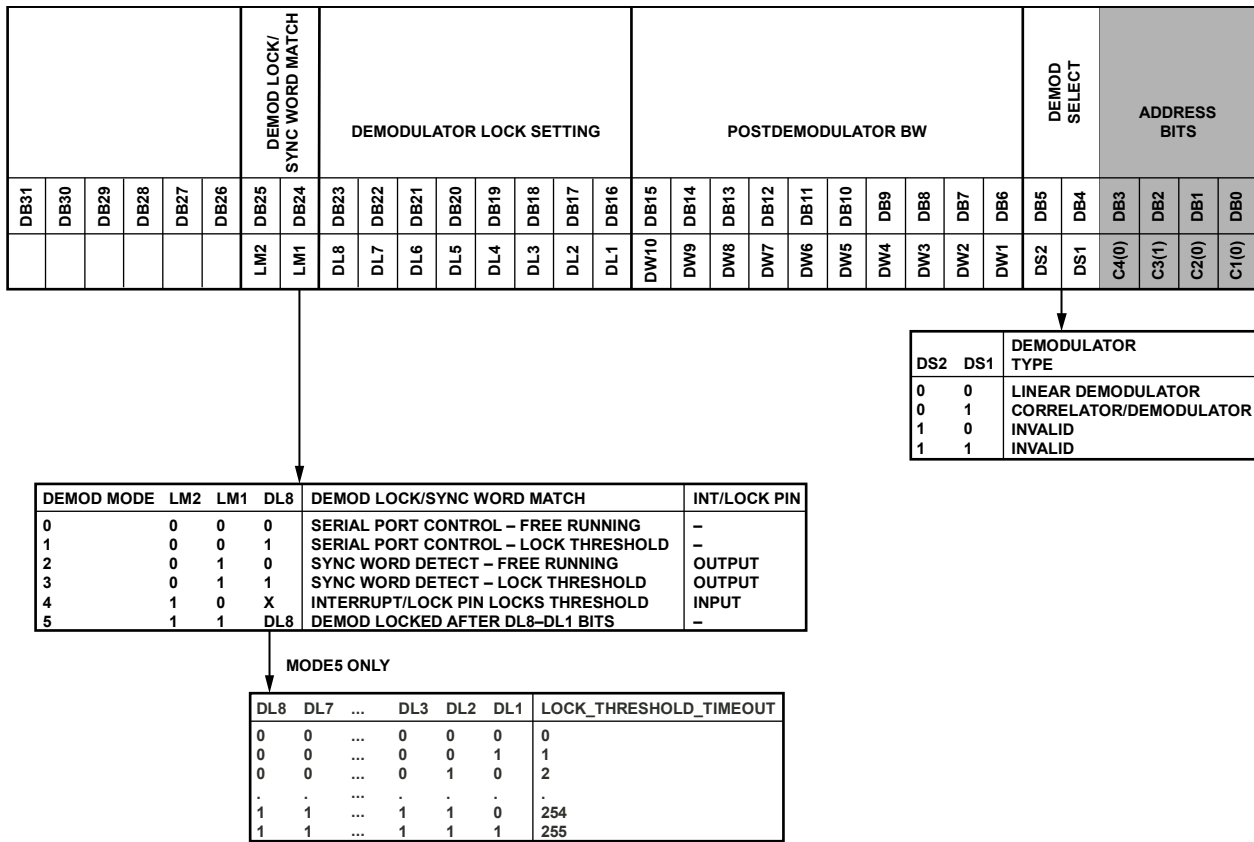 DEMOD LOCK/
SYNC WORD MATCH
DEMODULATOR LOCK SETTING
POSTDEMODULATOR BW
DEMOD
SELECT
ADDRESS
BITS
DB31 DB30 DB29 DB28 DB27 DB26 DB25 DB24 DB23 DB22 DB21 DB20 DB19 DB18 DB17 DB16 DB15 DB14 DB13 DB12 DB11 DB10 DB9 DB8 DB7 DB6 DB5 DB4 DB3 DB2 DB1 DB0
LM2 LM1 DL8 DL7 DL6 DL5 DL4 DL3 DL2 DL1 DW10 DW9 DW8 DW7 DW6 DW5 DW4 DW3 DW2 DW1 DS2 DS1 C4(0) C3(1) C2(0) C1(0)
DEMODULATOR
DS2 DS1 TYPE
0 0 LINEAR DEMODULATOR
0 1 CORRELATOR/DEMODULATOR
1 0 INVALID
1 1 INVALID
DEMOD MODE LM2 LM1 DL8 DEMOD LOCK/SYNC WORD MATCH INT/LOCK PIN
0 0 0 0 SERIAL PORT CONTROL – FREE RUNNING –
1 0 0 1 SERIAL PORT CONTROL – LOCK THRESHOLD –
2 0 1 0 SYNC WORD DETECT – FREE RUNNING OUTPUT
3 0 1 1 SYNC WORD DETECT – LOCK THRESHOLD OUTPUT
4 1 0 X INTERRUPT/LOCK PIN LOCKS THRESHOLD INPUT
5 1 1 DL8 DEMOD LOCKED AFTER DL8–DL1 BITS –
MODE5 ONLY
DL8 DL7 ... DL3 DL2 DL1 LOCK_THRESHOLD_TIMEOUT
0 0 ... 0 0 0 0
0 0 ... 0 0 1 1
0 0 ... 0 1 0 2
. . ... . . . .
1 1 ... 1 1 0 254
1 1 ... 1 1 1 255